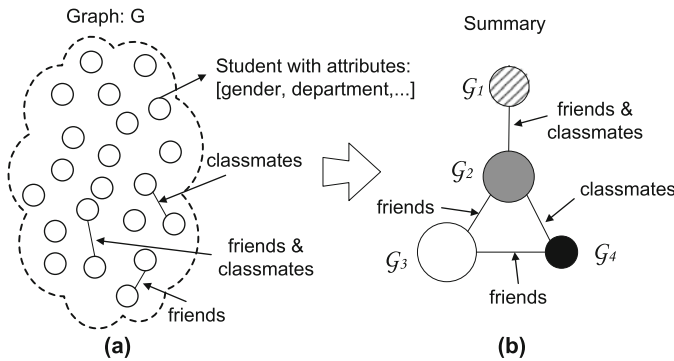 Graph: G
Student with attributes:
[gender, department,...]
classmates
friends &
classmates
friends
(a)
Summary
G1
friends &
classmates
G2
classmates
friends
G3
G4
friends
(b)